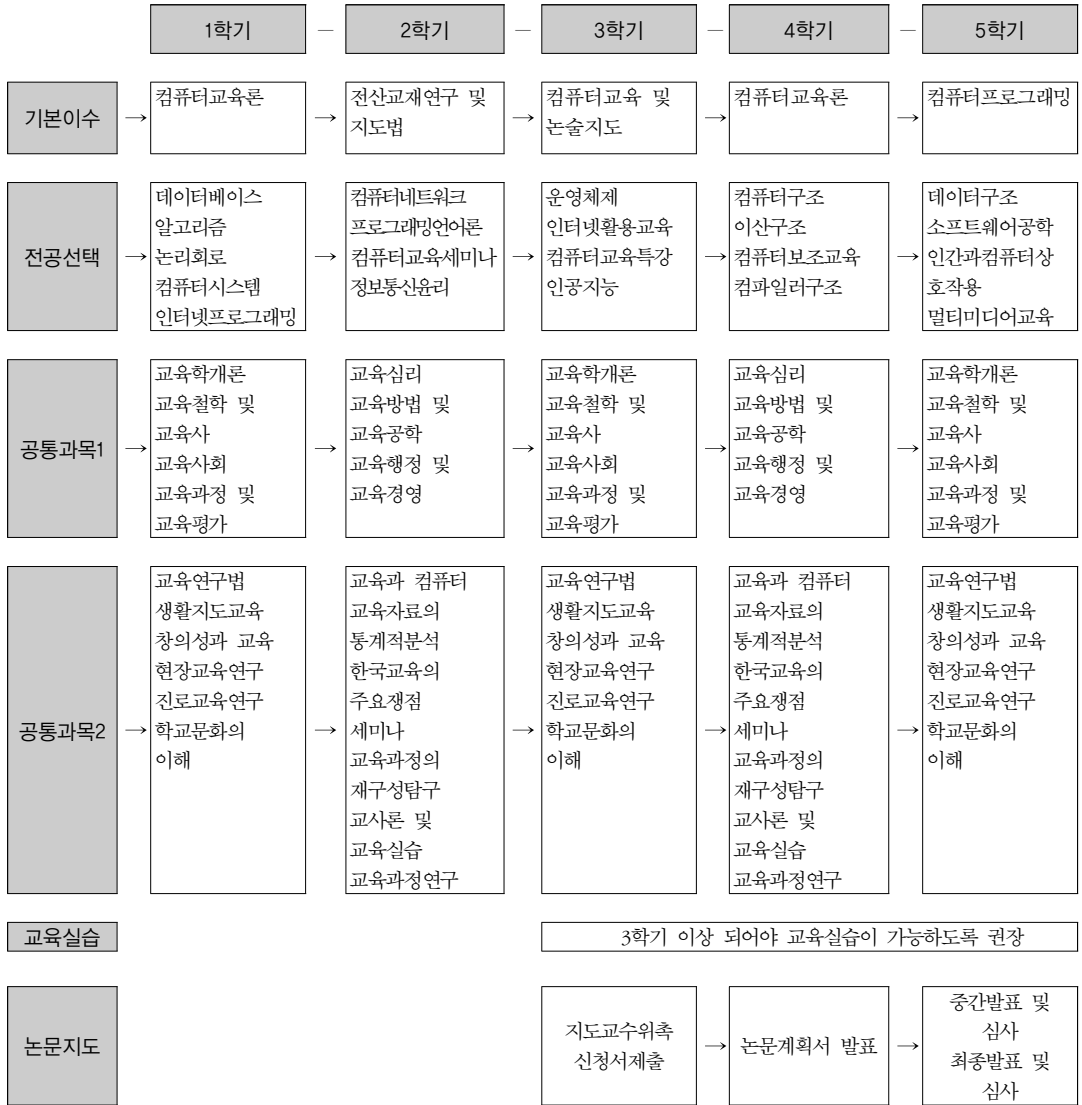 1학기 – 2학기 – 3학기 – 4학기 – 5학기
기본이수
→
컴퓨터교육론
→
전산교재연구 및
지도법
→
컴퓨터교육 및
논술지도
→
컴퓨터교육론
→
컴퓨터프로그래밍
전공선택
→
데이터베이스
알고리즘
논리회로
컴퓨터시스템
인터넷프로그래밍
→
컴퓨터네트워크
프로그래밍언어론
컴퓨터교육세미나
정보통신윤리
→
운영체제
인터넷활용교육
컴퓨터교육특강
인공지능
→
컴퓨터구조
이산구조
컴퓨터보조교육
컴파일러구조
→
데이터구조
소프트웨어공학
인간과컴퓨터상
호작용
멀티미디어교육
공통과목1
→
교육학개론
교육철학 및
교육사
교육사회
교육과정 및
교육평가
→
교육심리
교육방법 및
교육공학
교육행정 및
교육경영
→
교육학개론
교육철학 및
교육사
교육사회
교육과정 및
교육평가
→
교육심리
교육방법 및
교육공학
교육행정 및
교육경영
→
교육학개론
교육철학 및
교육사
교육사회
교육과정 및
교육평가
공통과목2
→
교육연구법
생활지도교육
창의성과 교육
현장교육연구
진로교육연구
학교문화의
이해
→
교육과 컴퓨터
교육자료의
통계적분석
한국교육의
주요쟁점
세미나
교육과정의
재구성탐구
교사론 및
교육실습
교육과정연구
→
교육연구법
생활지도교육
창의성과 교육
현장교육연구
진로교육연구
학교문화의
이해
→
교육과 컴퓨터
교육자료의
통계적분석
한국교육의
주요쟁점
세미나
교육과정의
재구성탐구
교사론 및
교육실습
교육과정연구
→
교육연구법
생활지도교육
창의성과 교육
현장교육연구
진로교육연구
학교문화의
이해
교육실습
3학기 이상 되어야 교육실습이 가능하도록 권장
논문지도
지도교수위촉
신청서제출
→
논문계획서 발표
→
중간발표 및
심사
최종발표 및
심사